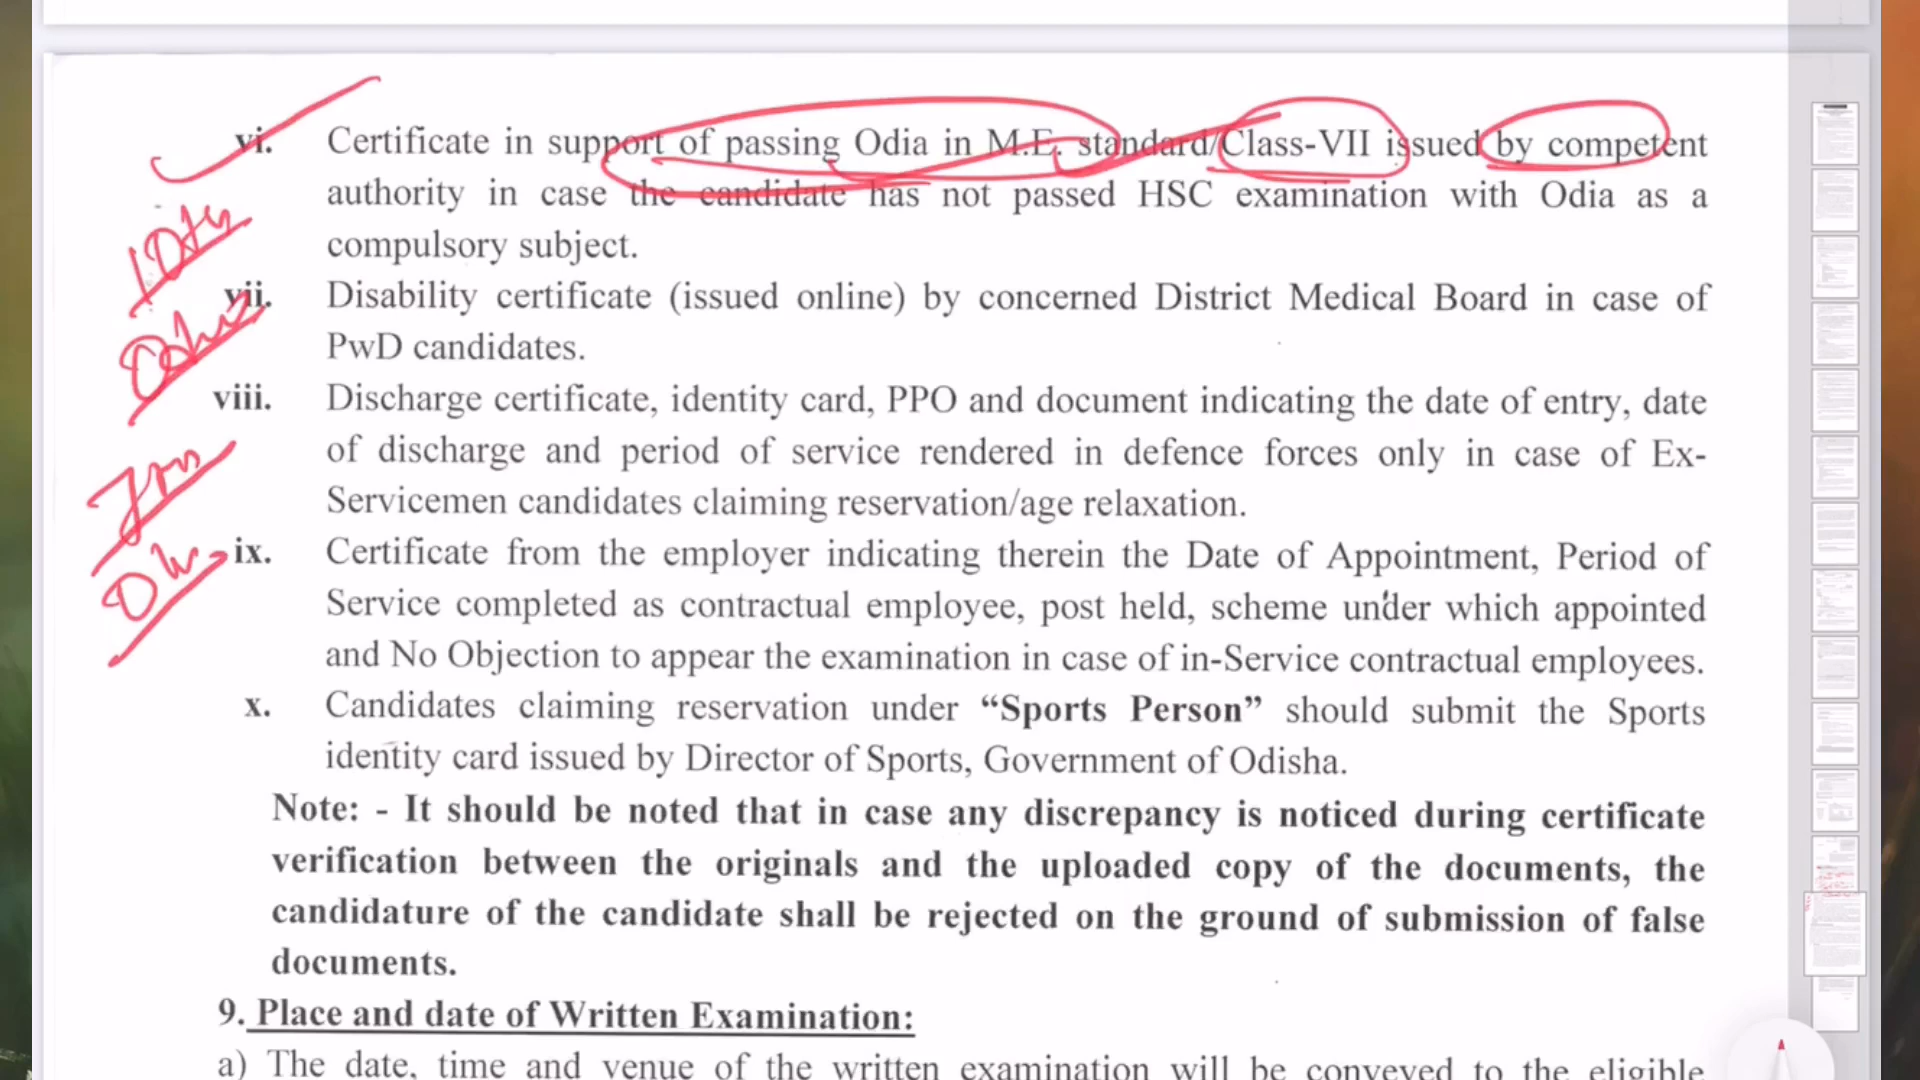 vi. Certificate in support of passing Odia in M.E. standard/Class-VII issued by competent
authority in case the candidate has not passed HSC examination with Odia as a
compulsory subject.
vii. Disability certificate (issued online) by concerned District Medical Board in case of
PwD candidates.
viii. Discharge certificate, identity card, PPO and document indicating the date of entry, date
of discharge and period of service rendered in defence forces only in case of Ex-
Servicemen candidates claiming reservation/age relaxation.
ix. Certificate from the employer indicating therein the Date of Appointment, Period of
Service completed as contractual employee, post held, scheme under which appointed
and No Objection to appear the examination in case of in-Service contractual employees.
x. Candidates claiming reservation under “Sports Person” should submit the Sports
identity card issued by Director of Sports, Government of Odisha.
Note: - It should be noted that in case any discrepancy is noticed during certificate
verification between the originals and the uploaded copy of the documents, the
candidature of the candidate shall be rejected on the ground of submission of false
documents.
9. Place and date of Written Examination:
a) The date, time and venue of the written examination will be conveyed to the eligible